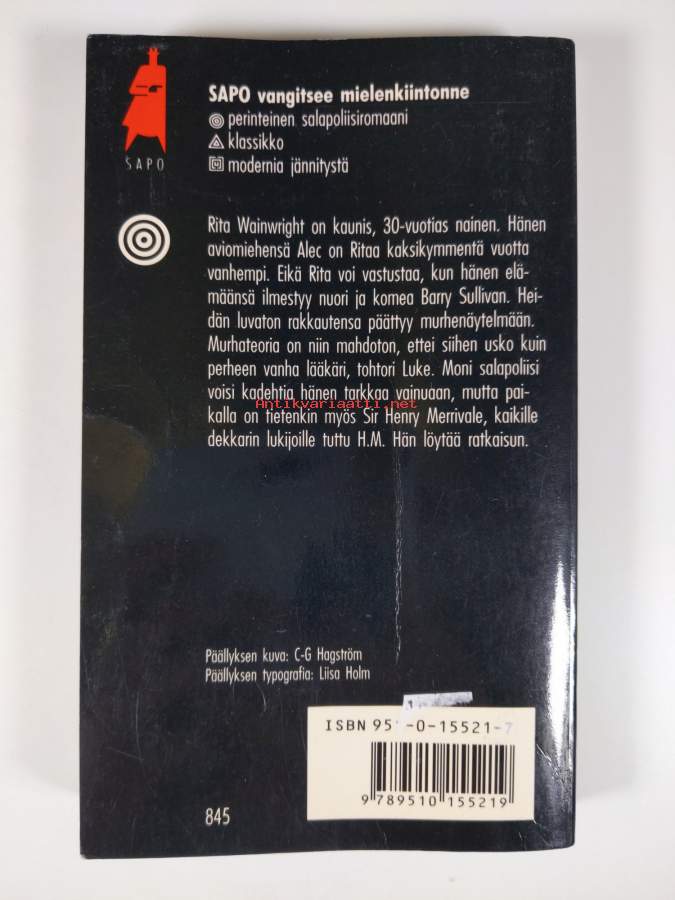 SAPO vangitsee mielenkiintonne
perinteinen salapoliisiromaani
klassikko
modernia jännitystä
SAPO
Rita Wainwright on kaunis, 30-vuotias nainen. Hänen
aviomiehensä Alec on Ritaa kaksikymmentä vuotta
vanhempi. Eikä Rita voi vastustaa, kun hänen elä-
määnsä ilmestyy nuori ja komea Barry Sullivan. Hei-
dän luvaton rakkautensa päättyy murhenäytelmään.
Murhateoria on niin mahdoton, ettei siihen usko kuin
perheen vanha lääkäri, tohtori Luke. Moni salapoliisi
voisi kadehtia hänen tarkkaa vainuaan, mutta pai-
Antikvariaatti.net
kalla on tietenkin myös Sir Henry Merrivale, kaikille
dekkarin lukijoille tuttu H.M. Hän löytää ratkaisun.
Päällyksen kuva: C-G Hagström
Päällyksen typografia: Liisa Holm
ISBN 951-0-15521-7
9 789510 155219
845